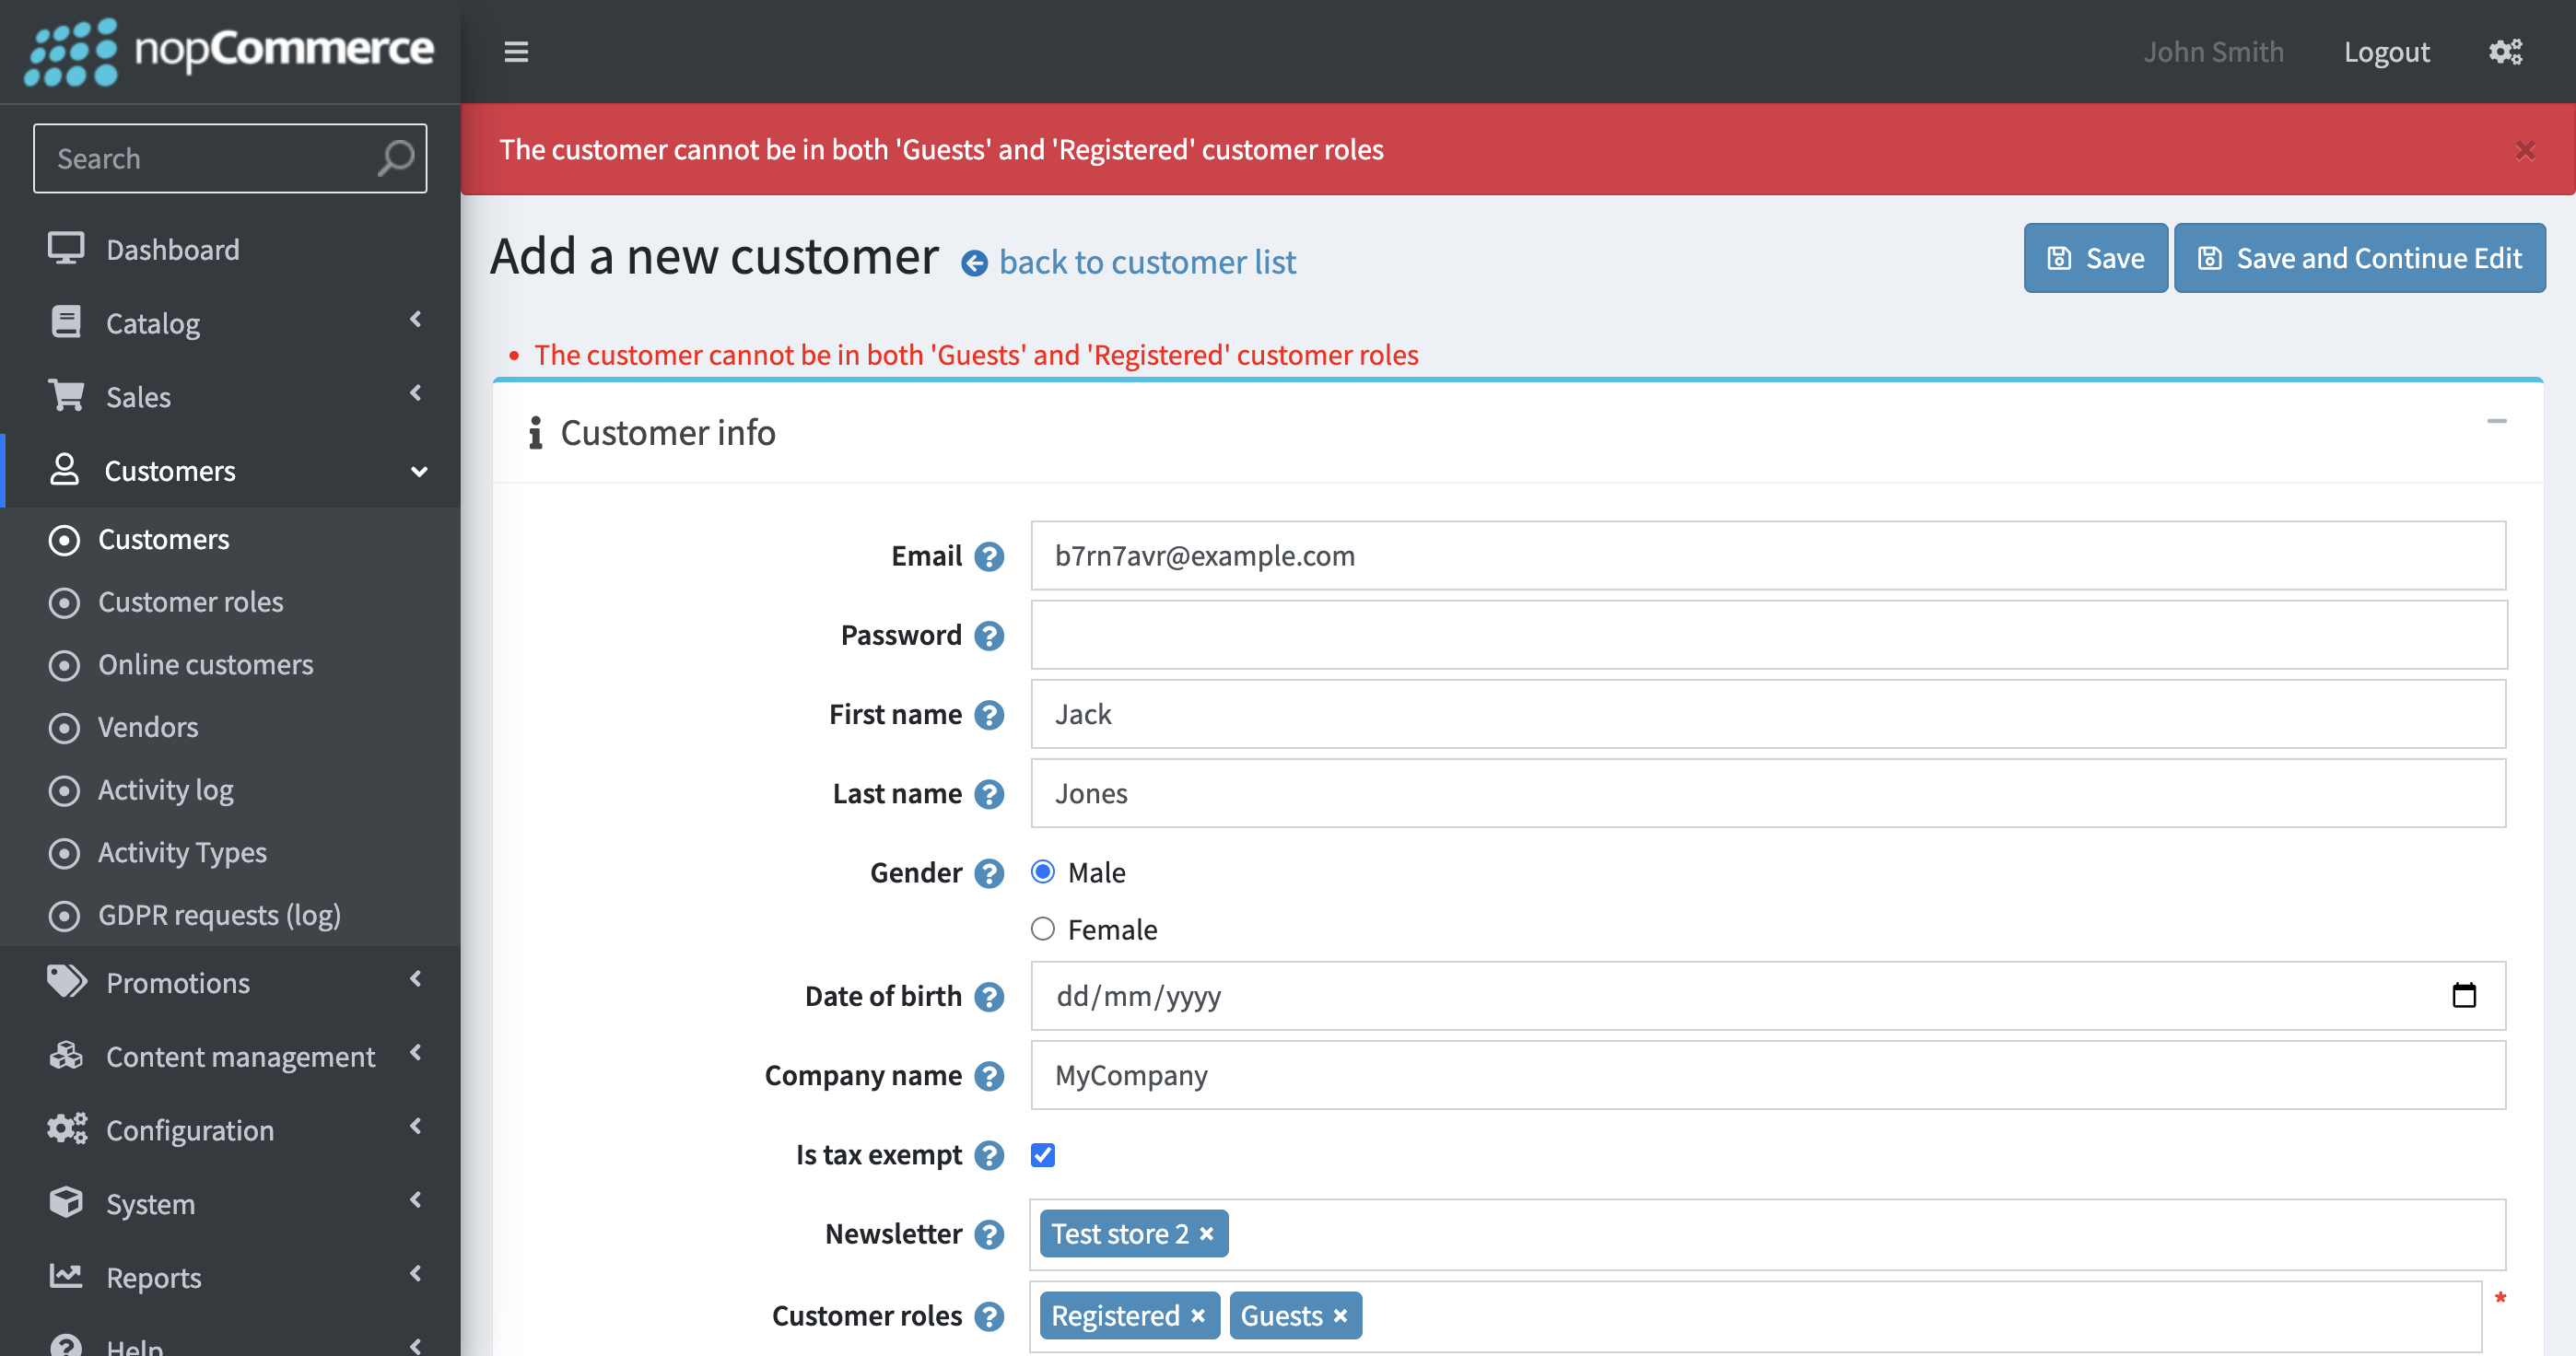 nopCommerce
John Smith
Logout
Search
The customer cannot be in both 'Guests' and 'Registered' customer roles
Dashboard
Catalog
Sales
Customers
Customers
Customer roles
Online customers
Vendors
Activity log
Activity Types
GDPR requests (log)
Promotions
Content management
Configuration
System
Reports
Help
Add a new customer
back to customer list
Save
Save and Continue Edit
The customer cannot be in both 'Guests' and 'Registered' customer roles
Customer info
Email b7rn7avr@example.com
Password
First name Jack
Last name Jones
Gender Male
Female
Date of birth dd/mm/yyyy
Company name MyCompany
Is tax exempt
Newsletter Test store 2 ×
Customer roles Registered × Guests × *